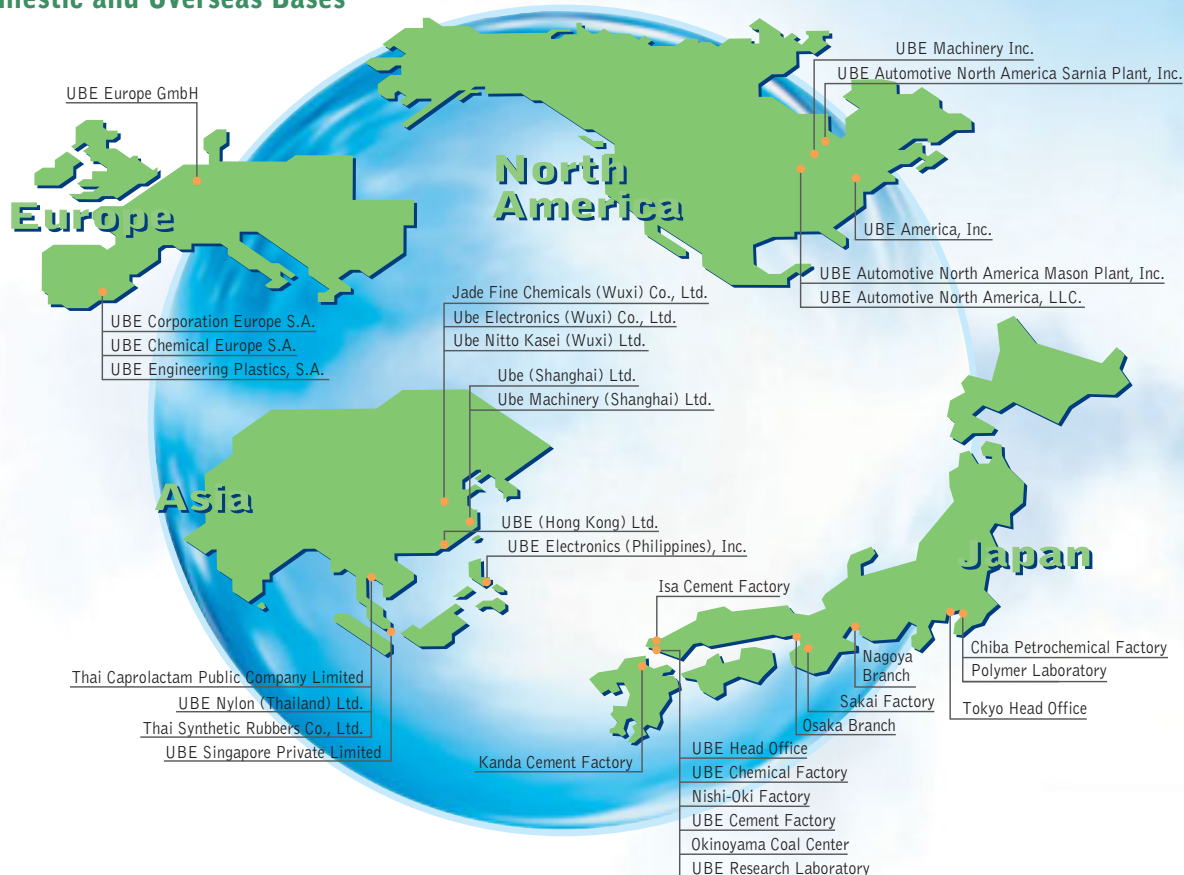 mestic and Overseas Bases
UBE Machinery Inc.
UBE Automotive North America Sarnia Plant, Inc.
UBE Europe GmbH
North
America
Europe
UBE America, Inc.
UBE Automotive North America Mason Plant, Inc.
UBE Automotive North America, LLC.
UBE Corporation Europe S.A.
UBE Chemical Europe S.A.
UBE Engineering Plastics, S.A.
Jade Fine Chemicals (Wuxi) Co., Ltd.
Ube Electronics (Wuxi) Co., Ltd.
Ube Nitto Kasei (Wuxi) Ltd.
Ube (Shanghai) Ltd.
Ube Machinery (Shanghai) Ltd.
Asia
UBE (Hong Kong) Ltd.
UBE Electronics (Philippines), Inc.
Japan
Isa Cement Factory
Thai Caprolactam Public Company Limited
UBE Nylon (Thailand) Ltd.
Thai Synthetic Rubbers Co., Ltd.
UBE Singapore Private Limited
Nagoya
Branch
Chiba Petrochemical Factory
Polymer Laboratory
Sakai Factory
Tokyo Head Office
Osaka Branch
Kanda Cement Factory
UBE Head Office
UBE Chemical Factory
Nishi-Oki Factory
UBE Cement Factory
Okinoyama Coal Center
UBE Research Laboratory